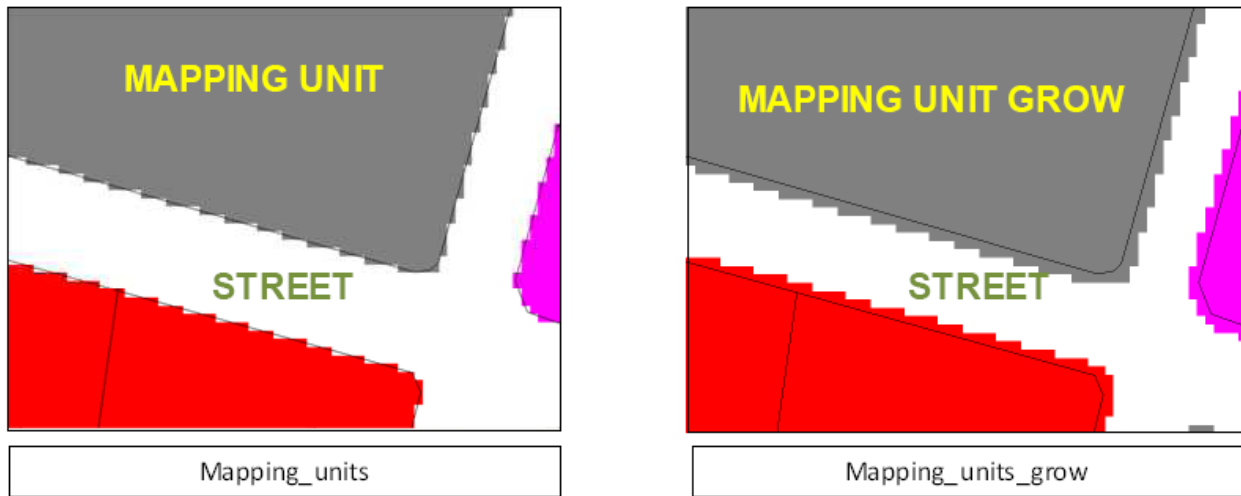 MAPPING UNIT
STREET
Mapping_units
MAPPING UNIT GROW
STREET
Mapping_units_grow